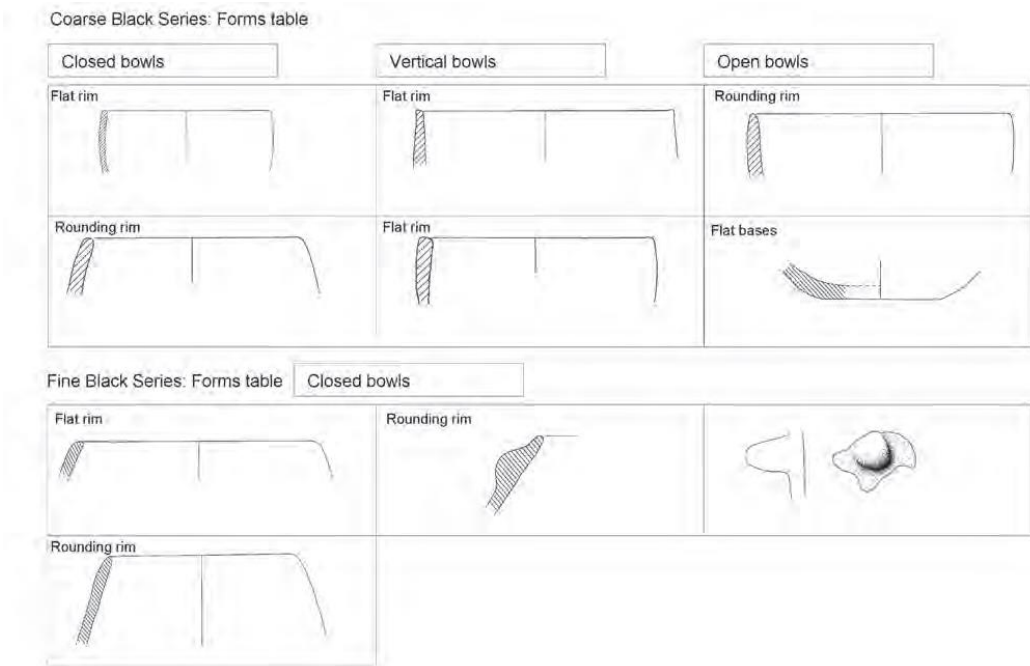 Coarse Black Series: Forms table
Closed bowls
Vertical bowls
Open bowls
Flat rim
Flat rim
Rounding rim
Rounding rim
Flat rim
Flat bases
Fine Black Series: Forms table
Closed bowls
Flat rim
Rounding rim
Rounding rim